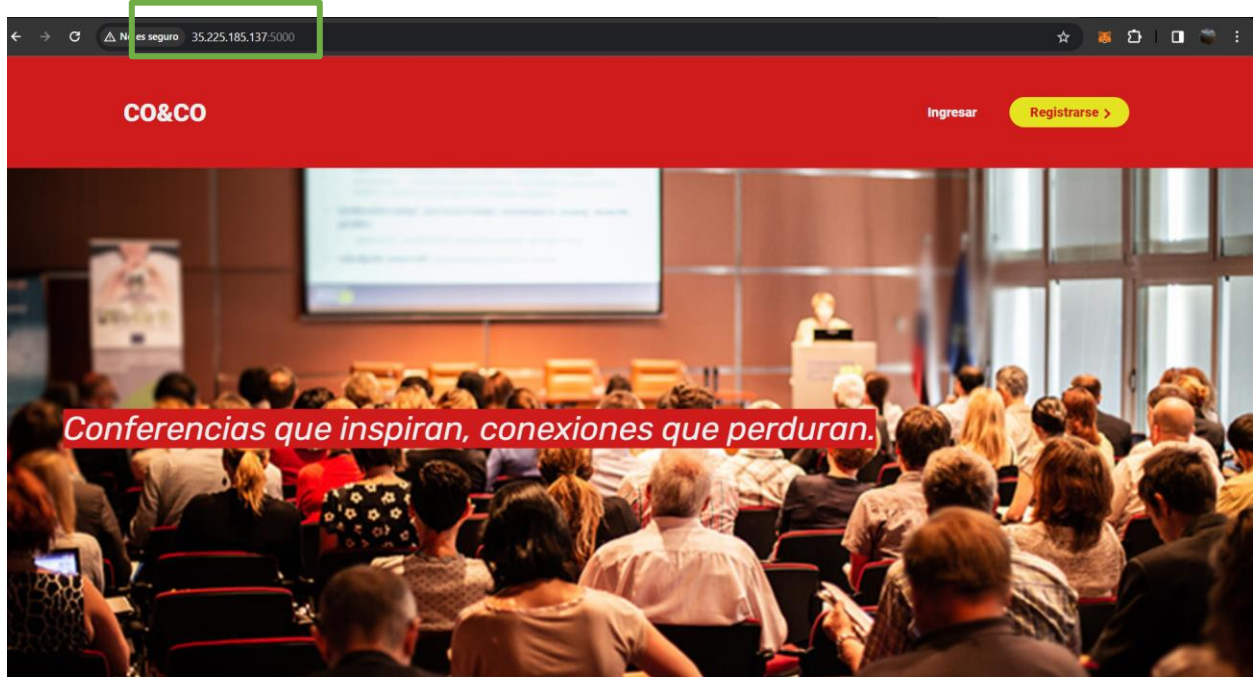 No es seguro 35.225.185.137:5000
CO&CO
Ingresar
Registrarse >
Conferencias que inspiran, conexiones que perduran.